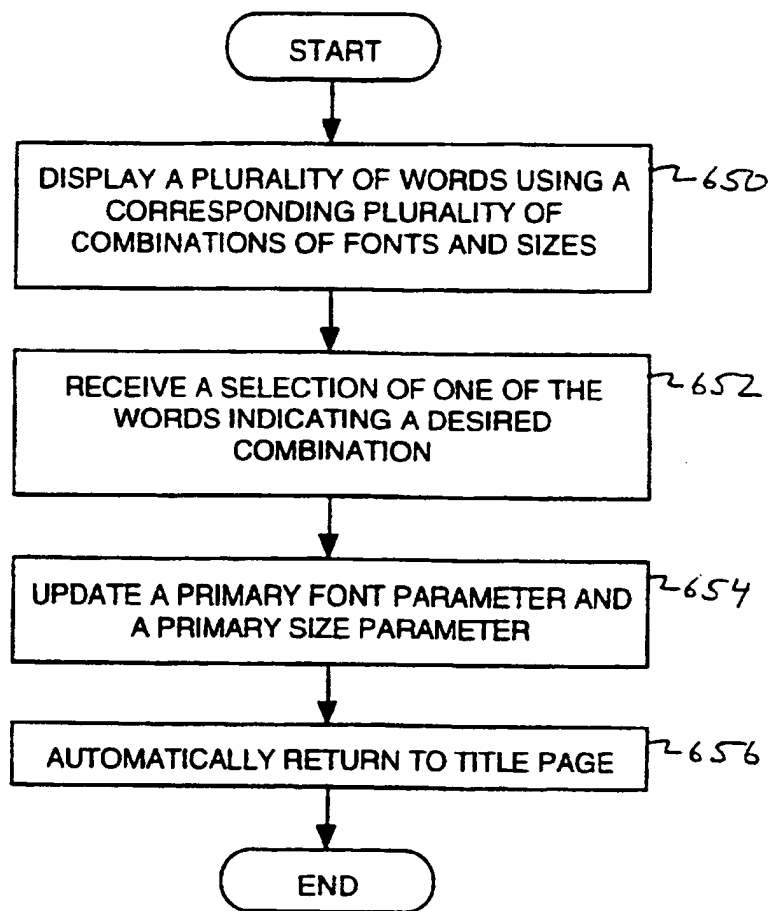 START
DISPLAY A PLURALITY OF WORDS USING A
CORRESPONDING PLURALITY OF
COMBINATIONS OF FONTS AND SIZES
650
RECEIVE A SELECTION OF ONE OF THE
WORDS INDICATING A DESIRED
COMBINATION
652
UPDATE A PRIMARY FONT PARAMETER AND
A PRIMARY SIZE PARAMETER
654
AUTOMATICALLY RETURN TO TITLE PAGE
656
END